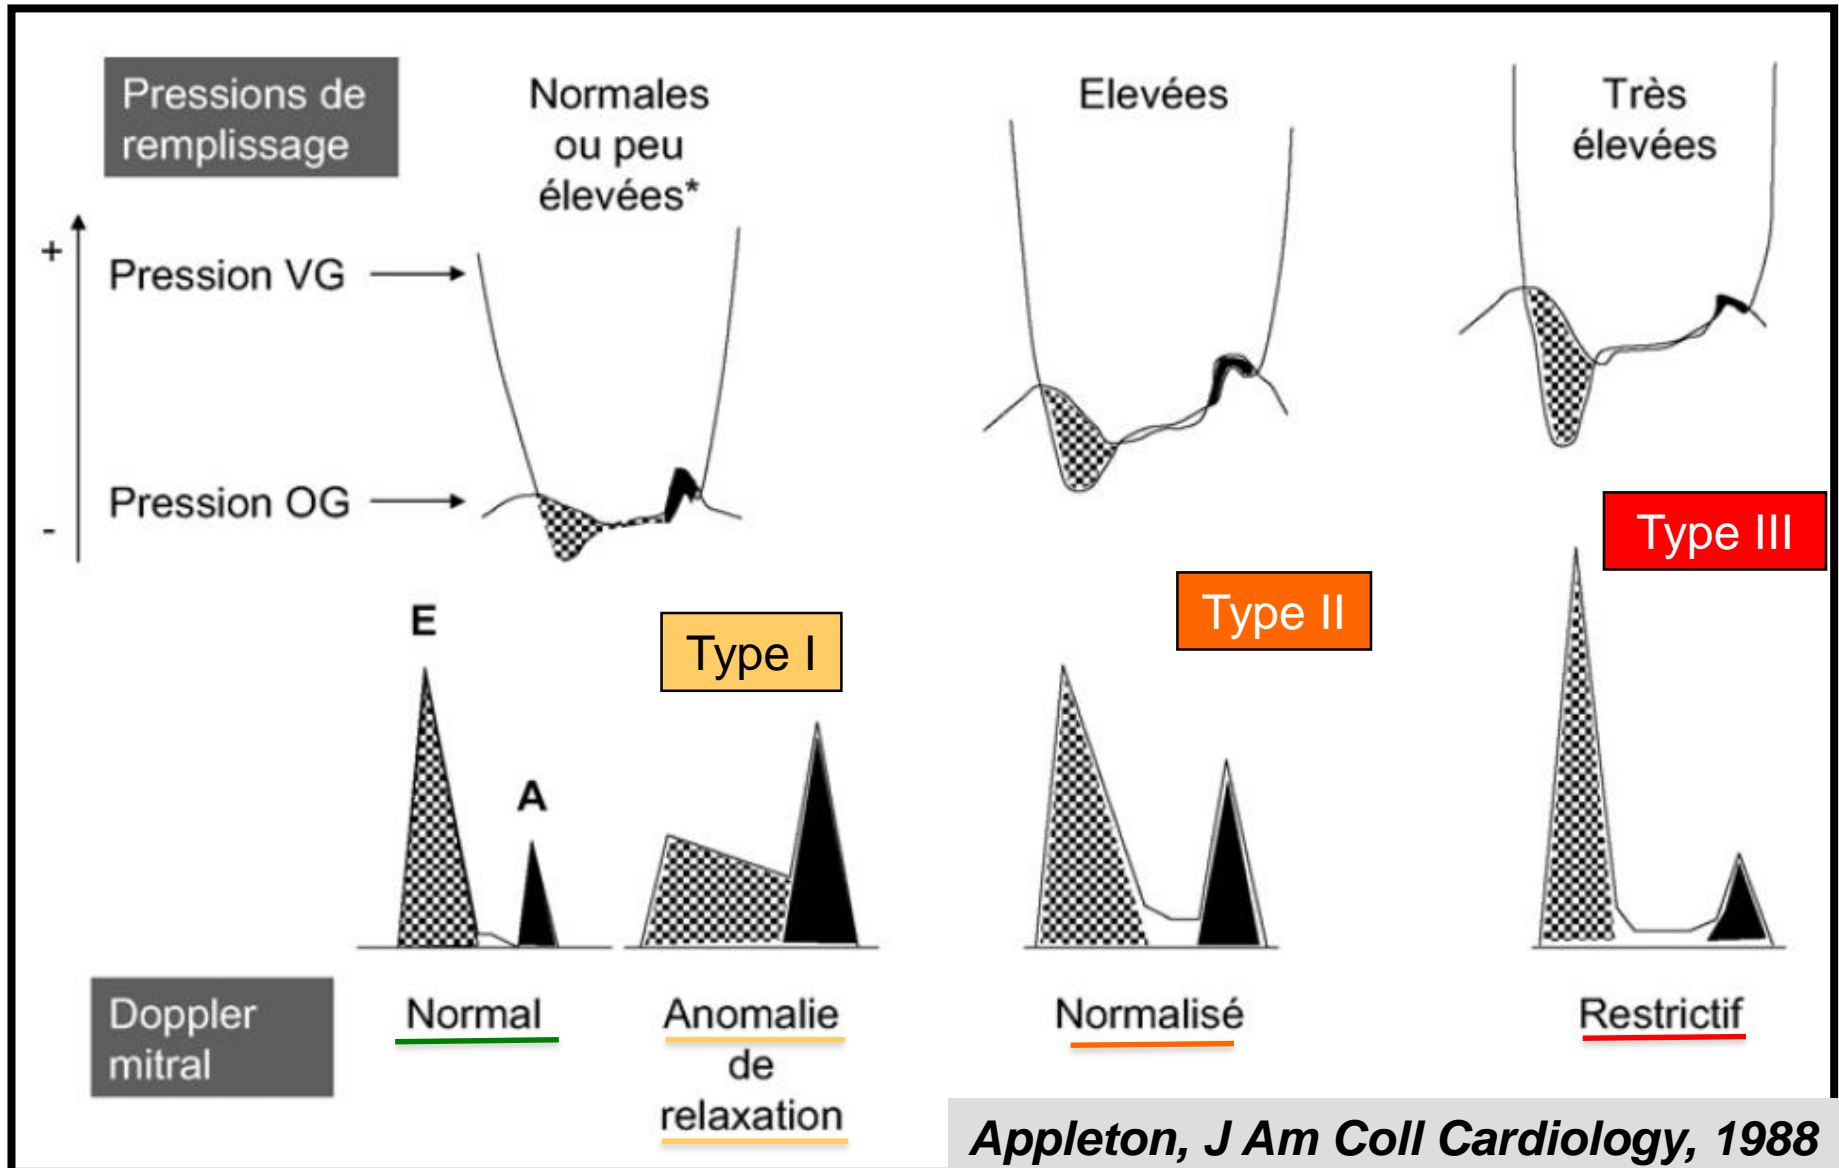 Pressions de
remplissage
Normales
ou peu
élevées*
Elevées
Très
élevées
+
Pression VG
Pression OG
-
Type III
Type II
Type I
E
A
Doppler
mitral
Normal
Anomalie
de
relaxation
Normalisé
Restrictif
Appleton, J Am Coll Cardiology, 1988